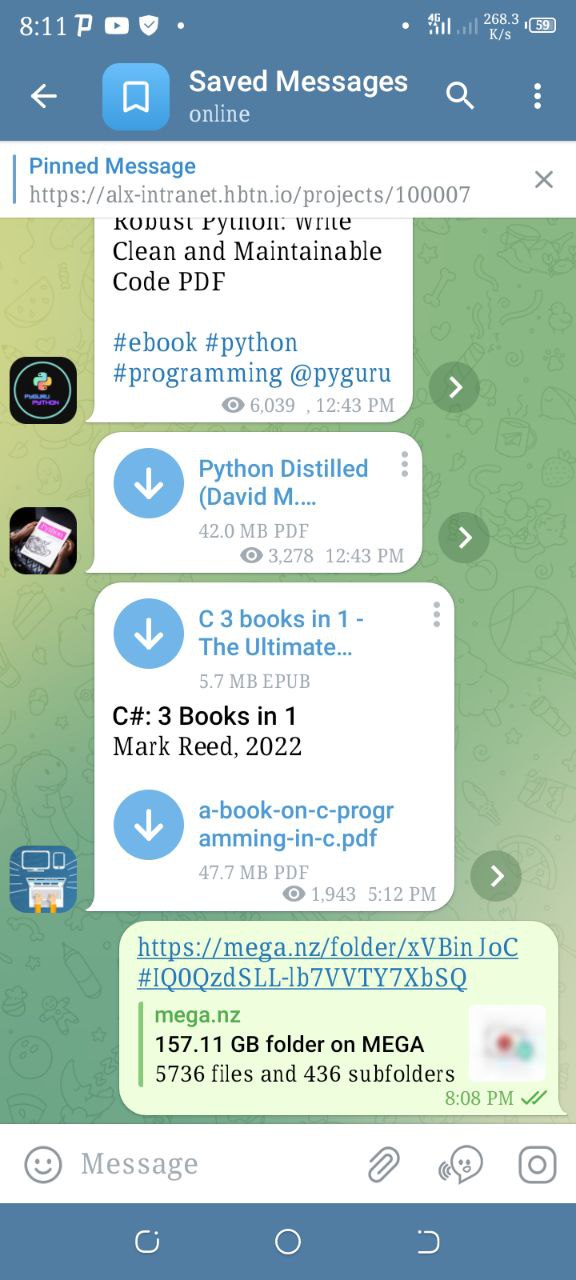 8:11
4G
268.3
K/s
59
Saved Messages
online
Pinned Message
https://alx-intranet.hbtn.io/projects/100007
Robust Python: Write
Clean and Maintainable
Code PDF
#ebook #python
#programming @pyguru
6,039 , 12:43 PM
PYGURU
PYTHON
Python Distilled
(David M....
42.0 MB PDF
3,278 12:43 PM
C 3 books in 1 -
The Ultimate...
5.7 MB EPUB
C#: 3 Books in 1
Mark Reed, 2022
a-book-on-c-progr
amming-in-c.pdf
47.7 MB PDF
1,943 5:12 PM
https://mega.nz/folder/xVBinJoC
#IQ0QzdSLL-lb7VVTY7XbSQ
mega.nz
157.11 GB folder on MEGA
5736 files and 436 subfolders
8:08 PM
Message